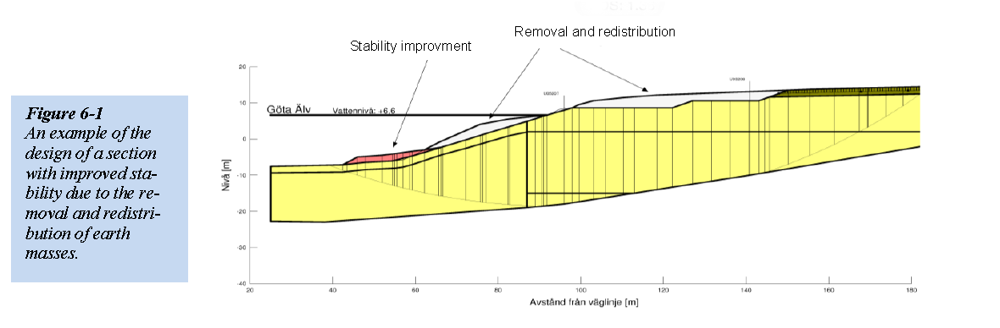 Removal and redistribution
Stability improvment
Figure 6-1
An example of the
design of a section
with improved sta-
bility due to the re-
moval and redistri-
bution of earth
masses.
Göta Älv
Vattennivå: +6.6
Nivå [m]
20
10
0
-10
-20
-30
-40
20
40
60
80
100
120
140
160
180
Avstånd från väglinje [m]